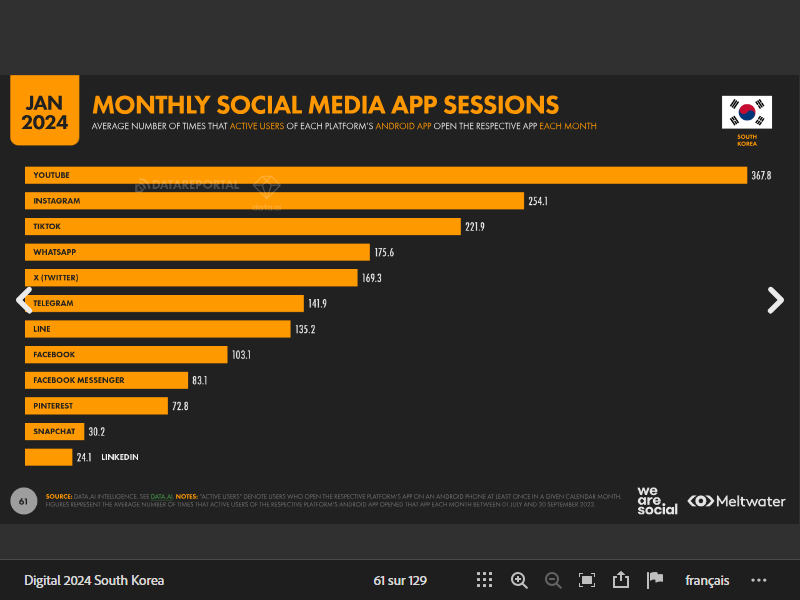 JAN
2024
MONTHLY SOCIAL MEDIA APP SESSIONS
AVERAGE NUMBER OF TIMES THAT ACTIVE USERS OF EACH PLATFORM'S ANDROID APP OPEN THE RESPECTIVE APP EACH MONTH
SOUTH
KOREA
YOUTUBE 367.8
DATAREPORTAL
INSTAGRAM 254.1
TIKTOK 221.9
WHATSAPP 175.6
X (TWITTER) 169.3
TELEGRAM 141.9
LINE 135.2
FACEBOOK 103.1
FACEBOOK MESSENGER 83.1
PINTEREST 72.8
SNAPCHAT 30.2
24.1 LINKEDIN
61
SOURCE: DATA.AI INTELLIGENCE. SEE DATA.AI. NOTES: "ACTIVE USERS" DENOTE USERS WHO OPEN THE RESPECTIVE PLATFORM'S APP ON AN ANDROID PHONE AT LEAST ONCE IN A GIVEN CALENDAR MONTH.
FIGURES REPRESENT THE AVERAGE NUMBER OF TIMES THAT ACTIVE USERS OF THE RESPECTIVE PLATFORM'S ANDROID APP OPENED THAT APP EACH MONTH BETWEEN 01 JULY AND 30 SEPTEMBER 2023.
we
are
social
Meltwater
Digital 2024 South Korea
61 sur 129
français